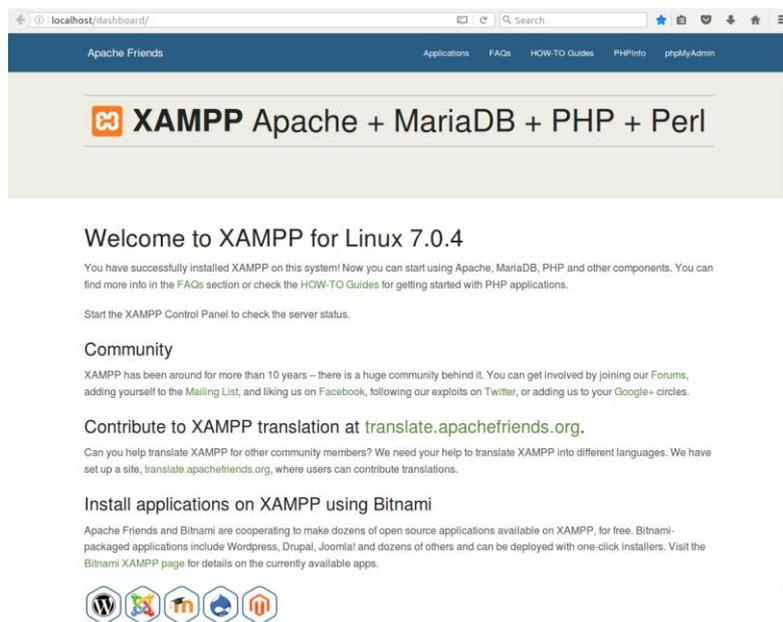 localhost/dashboard/
Search
Apache Friends
Applications FAQs HOW-TO Guides PHPInfo phpMyAdmin
XAMPP Apache + MariaDB + PHP + Perl
Welcome to XAMPP for Linux 7.0.4
You have successfully installed XAMPP on this system! Now you can start using Apache, MariaDB, PHP and other components. You can
find more info in the FAQs section or check the HOW-TO Guides for getting started with PHP applications.
Start the XAMPP Control Panel to check the server status.
Community
XAMPP has been around for more than 10 years – there is a huge community behind it. You can get involved by joining our Forums,
adding yourself to the Mailing List, and liking us on Facebook, following our exploits on Twitter, or adding us to your Google+ circles.
Contribute to XAMPP translation at translate.apachefriends.org.
Can you help translate XAMPP for other community members? We need your help to translate XAMPP into different languages. We have
set up a site, translate.apachefriends.org, where users can contribute translations.
Install applications on XAMPP using Bitnami
Apache Friends and Bitnami are cooperating to make dozens of open source applications available on XAMPP, for free. Bitnami-
packaged applications include Wordpress, Drupal, Joomla! and dozens of others and can be deployed with one-click installers. Visit the
Bitnami XAMPP page for details on the currently available apps.